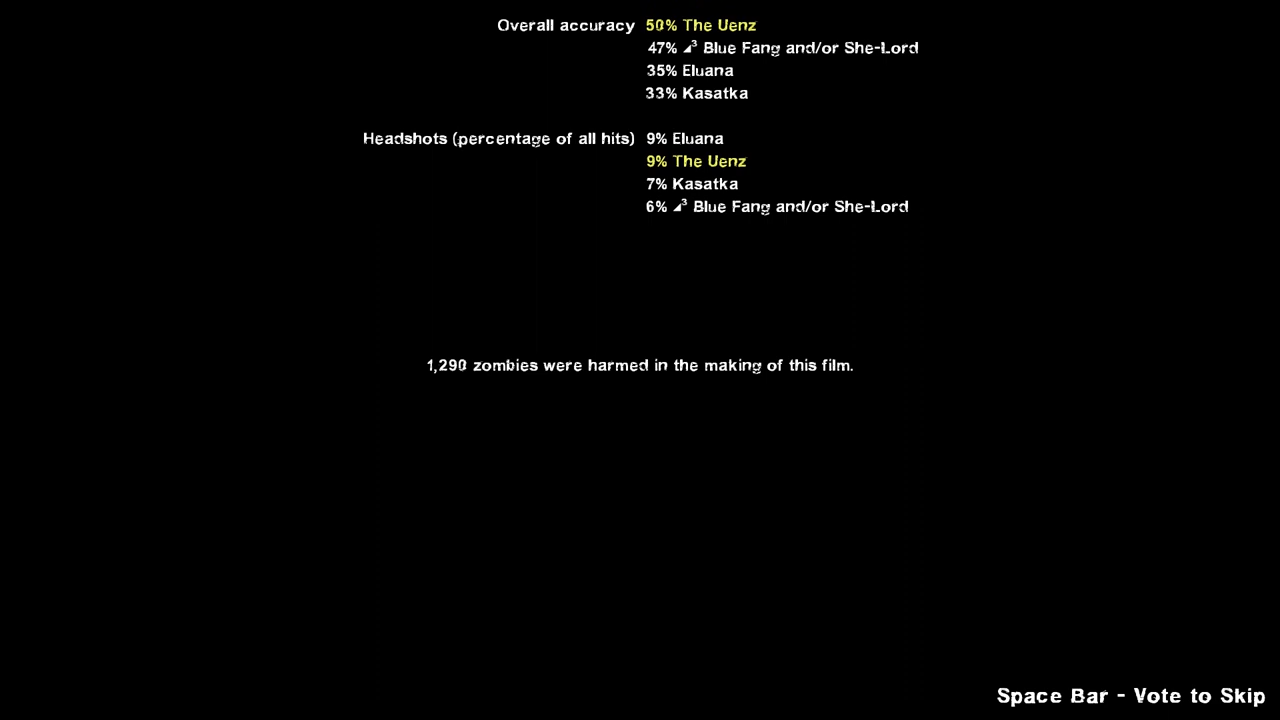 Overall accuracy 50% The Uenz
47% ◢³ Blue Fang and/or She-Lord
35% Eluana
33% Kasatka
Headshots (percentage of all hits) 9% Eluana
9% The Uenz
7% Kasatka
6% ◢³ Blue Fang and/or She-Lord
1,290 zombies were harmed in the making of this film.
Space Bar - Vote to Skip